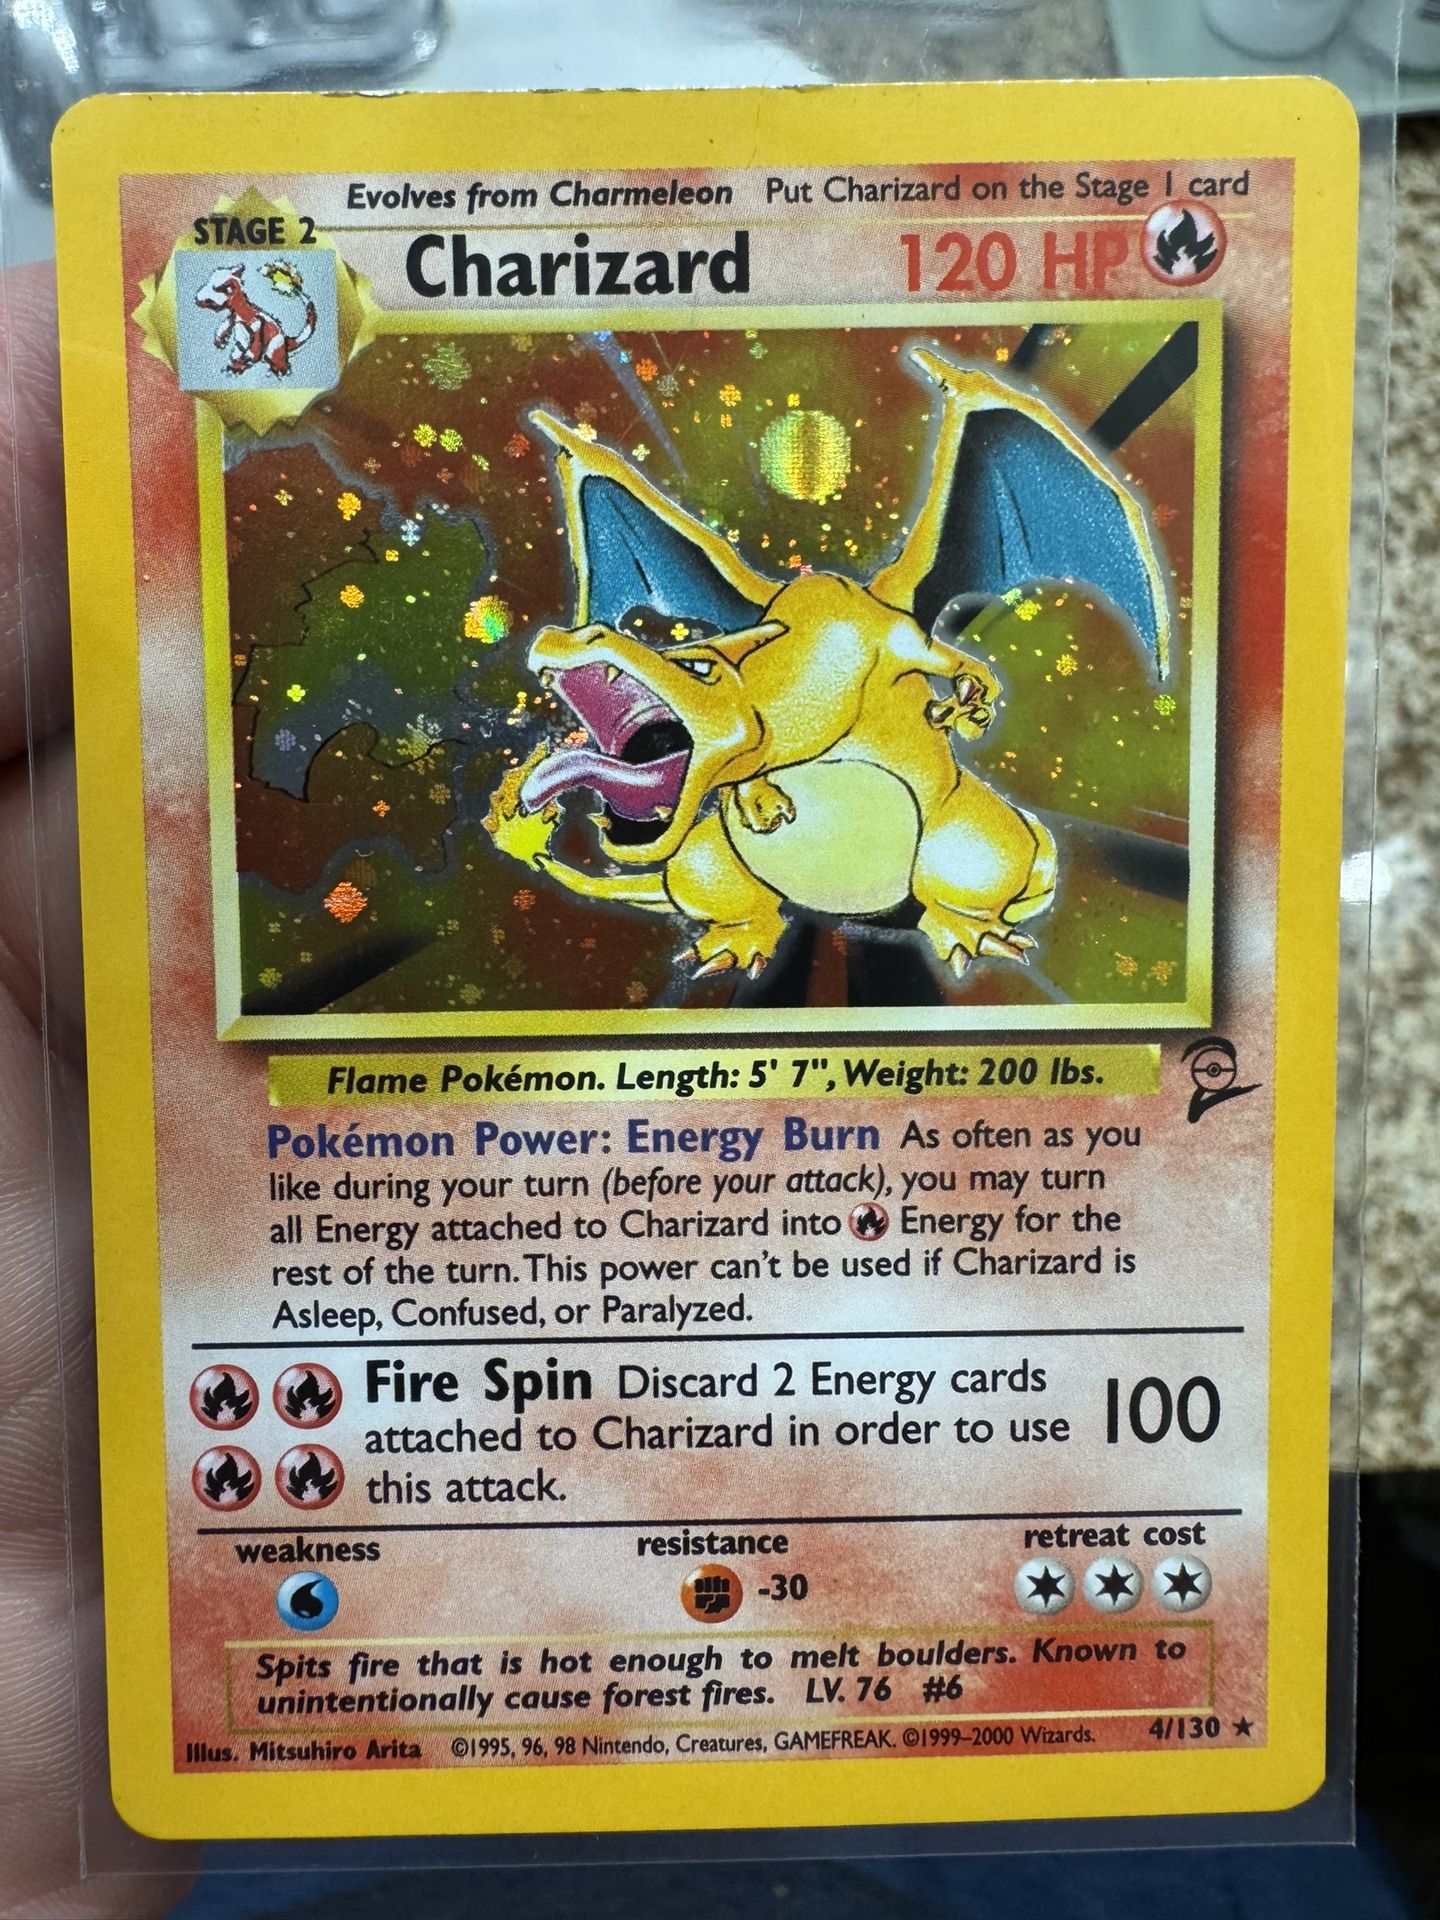 Evolves from Charmeleon Put Charizard on the Stage 1 card
STAGE 2
Charizard 120 HP
Flame Pokémon. Length: 5' 7", Weight: 200 lbs.
Pokémon Power: Energy Burn As often as you
like during your turn (before your attack), you may turn
all Energy attached to Charizard into Energy for the
rest of the turn. This power can't be used if Charizard is
Asleep, Confused, or Paralyzed.
Fire Spin Discard 2 Energy cards
attached to Charizard in order to use
this attack.
100
weakness resistance retreat cost
-30
Spits fire that is hot enough to melt boulders. Known to
unintentionally cause forest fires. LV. 76 #6
Illus. Mitsuhiro Arita ©1995, 96, 98 Nintendo, Creatures, GAMEFREAK. ©1999–2000 Wizards. 4/130 ★